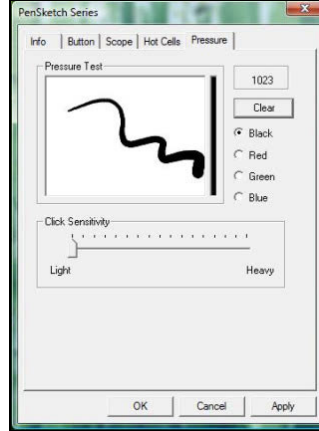 PenSketch Series
Info Button Scope Hot Cells Pressure
Pressure Test
1023
Clear
Black
Red
Green
Blue
Click Sensitivity
Light Heavy
OK Cancel Apply